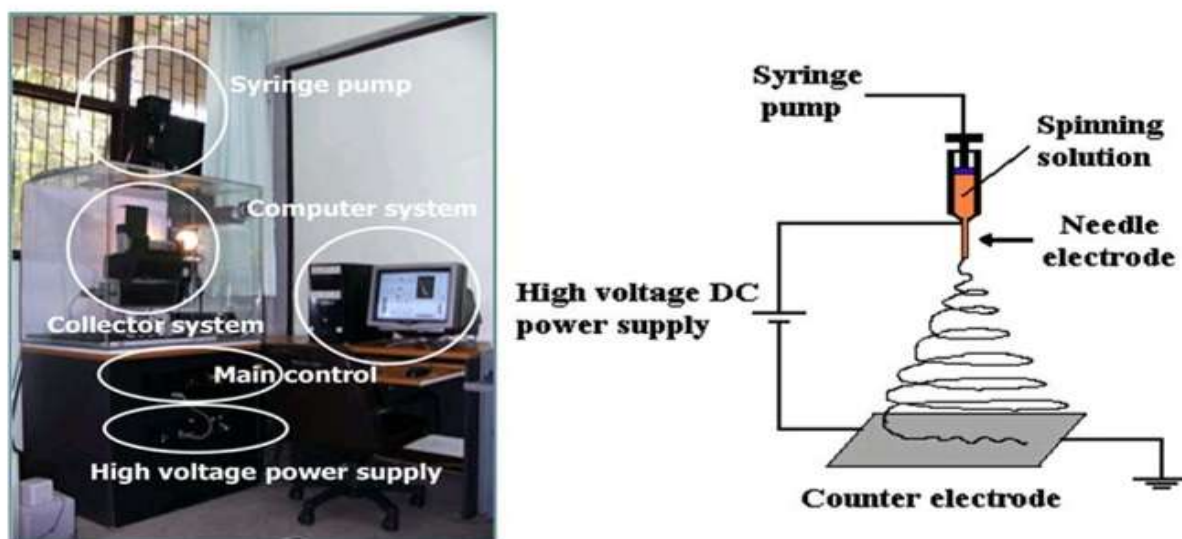 Syringe pump
Computer system
Collector system
Main control
High voltage power supply
Syringe
pump
Spinning
solution
Needle
electrode
High voltage DC
power supply
Counter electrode